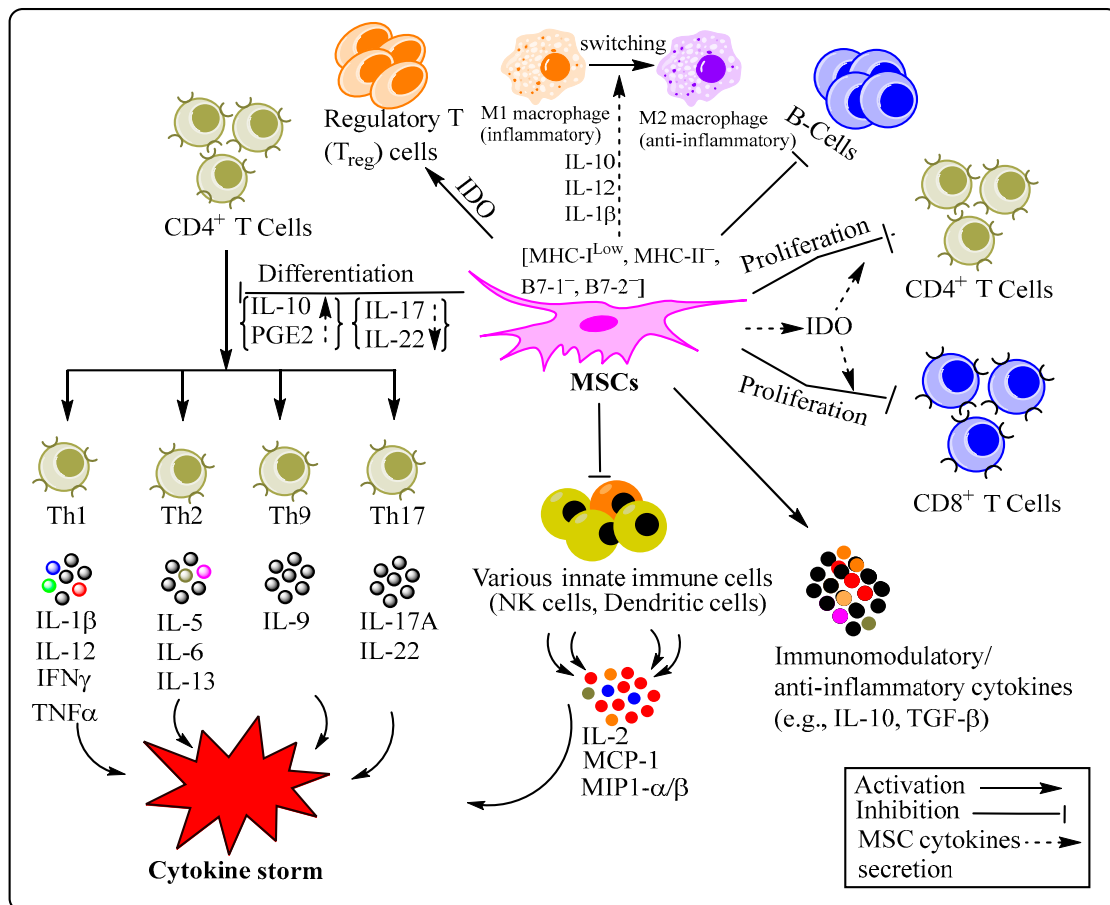 switching
M1 macrophage
(inflammatory)
M2 macrophage
(anti-inflammatory)
Regulatory T
(Treg) cells
B-Cells
IL-10
IL-12
IL-1β
IDO
CD4⁺ T Cells
[MHC-I^Low, MHC-II⁻,
B7-1⁻, B7-2⁻]
MSCs
Differentiation
IL-10
PGE2
IL-17
IL-22
Proliferation
CD4⁺ T Cells
IDO
Proliferation
CD8⁺ T Cells
Th1
Th2
Th9
Th17
IL-1β
IL-12
IFNγ
TNFα
IL-5
IL-6
IL-13
IL-9
IL-17A
IL-22
Various innate immune cells
(NK cells, Dendritic cells)
IL-2
MCP-1
MIP1-α/β
Immunomodulatory/
anti-inflammatory cytokines
(e.g., IL-10, TGF-β)
Cytokine storm
Activation
Inhibition
MSC cytokines
secretion